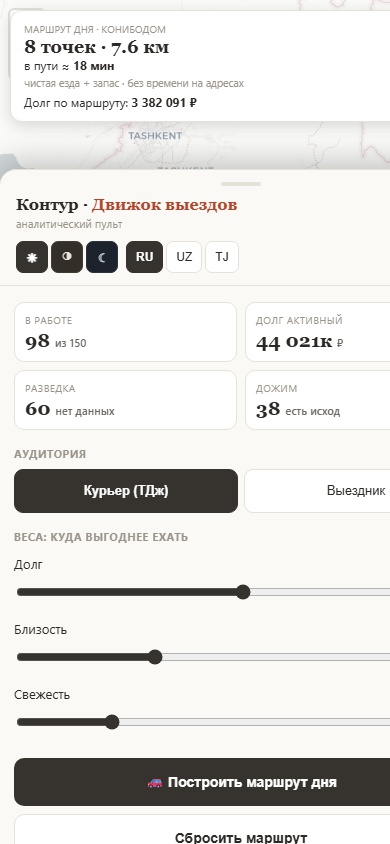 МАРШРУТ ДНЯ · КОНИБОДОМ
8 точек · 7.6 км
в пути ≈ 18 мин
чистая езда + запас · без времени на адресах
Долг по маршруту: 3 382 091 ₽
TASHKENT
Контур · Движок выездов
аналитический пульт
RU UZ TJ
В РАБОТЕ
98 из 150
ДОЛГ АКТИВНЫЙ
44 021к ₽
РАЗВЕДКА
60 нет данных
ДОЖИМ
38 есть исход
АУДИТОРИЯ
Курьер (ТДж)
Выездник
ВЕСА: КУДА ВЫГОДНЕЕ ЕХАТЬ
Долг
Близость
Свежесть
Построить маршрут дня
Сбросить маршрут